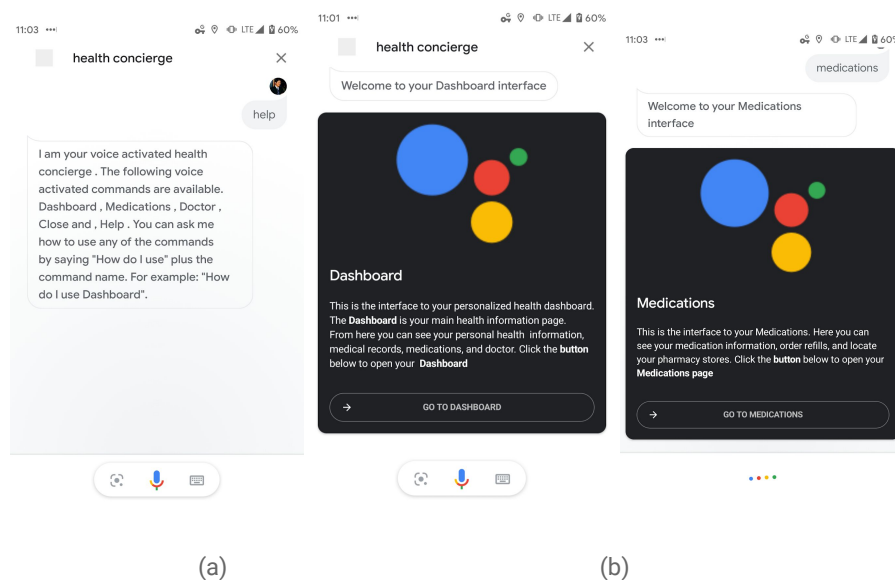 11:03
LTE 60%
health concierge
help
I am your voice activated health
concierge . The following voice
activated commands are available.
Dashboard , Medications , Doctor ,
Close and , Help . You can ask me
how to use any of the commands
by saying "How do I use" plus the
command name. For example: "How
do I use Dashboard".
(a)
11:01
LTE 60%
health concierge
Welcome to your Dashboard interface
Dashboard
This is the interface to your personalized health dashboard.
The Dashboard is your main health information page.
From here you can see your personal health information,
medical records, medications, and doctor. Click the button
below to open your Dashboard
GO TO DASHBOARD
11:03
LTE 60%
medications
Welcome to your Medications
interface
Medications
This is the interface to your Medications. Here you can
see your medication information, order refills, and locate
your pharmacy stores. Click the button below to open your
Medications page
GO TO MEDICATIONS
(b)